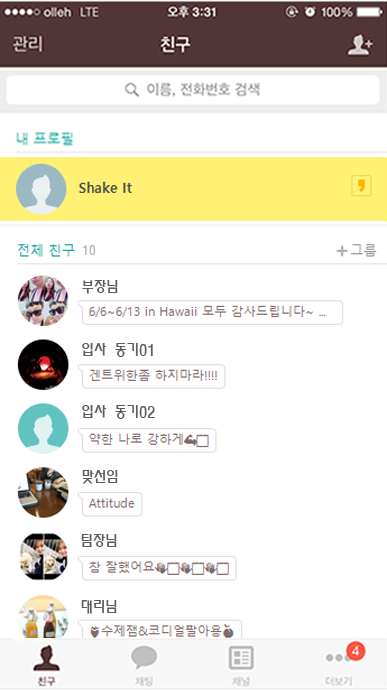 olleh LTE 오후 3:31 100%
관리 친구
이름, 전화번호 검색
내 프로필
Shake It
전체 친구 10 +그룹
부장님
6/6~6/13 in Hawaii 모두 감사드립니다~ ...
입사 동기01
겐트위한좀 하지마라!!!!
입사 동기02
약한 나로 강하게💪□
맞선임
Attitude
팀장님
참 잘했어요👏□👏□👏□
대리님
🍓수제잼&코디얼팔아용🍎
친구 채팅 채널 더보기 4